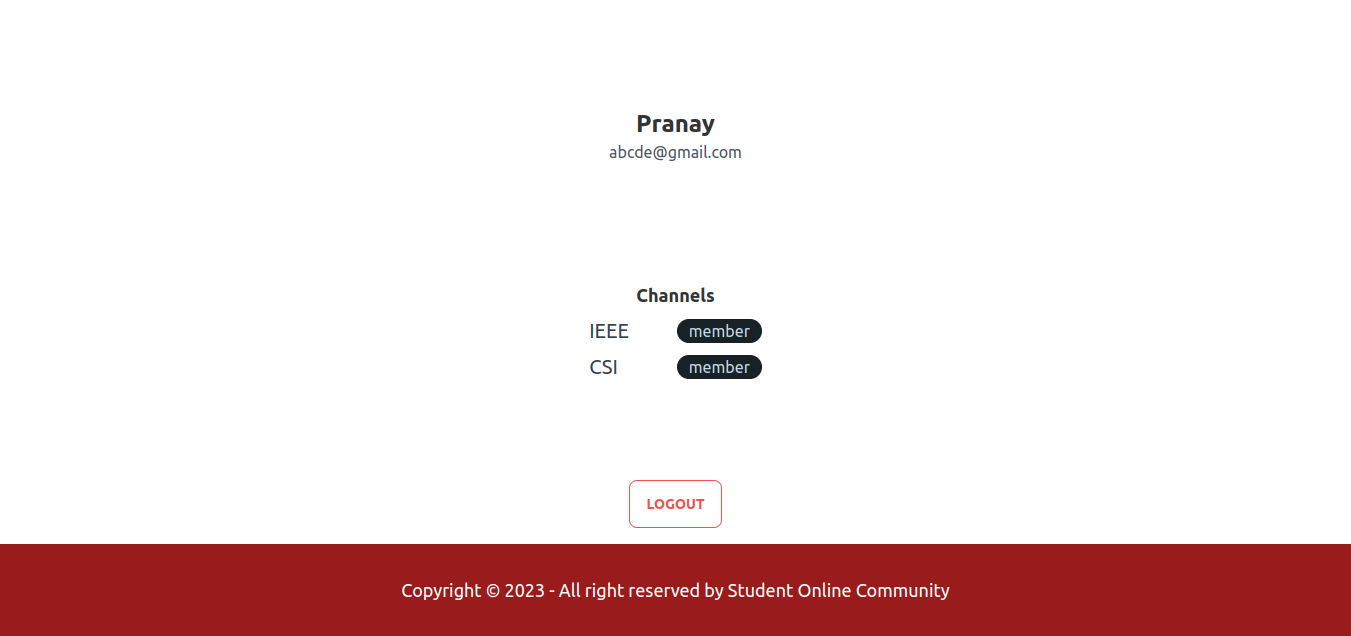 Pranay
abcde@gmail.com
Channels
IEEE member
CSI member
LOGOUT
Copyright © 2023 - All right reserved by Student Online Community